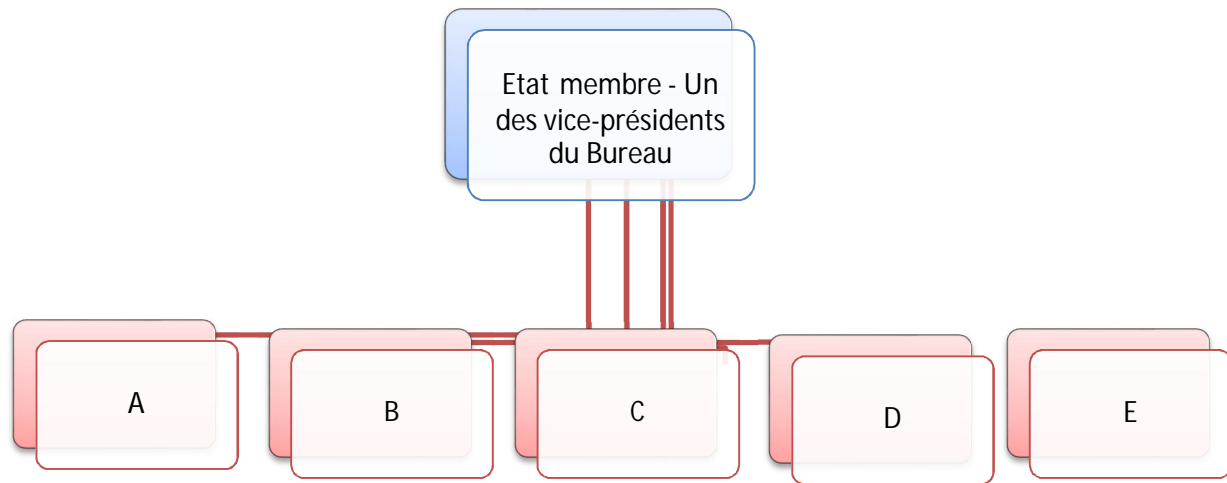 Etat membre - Un
des vice-présidents
du Bureau
A
B
C
D
E